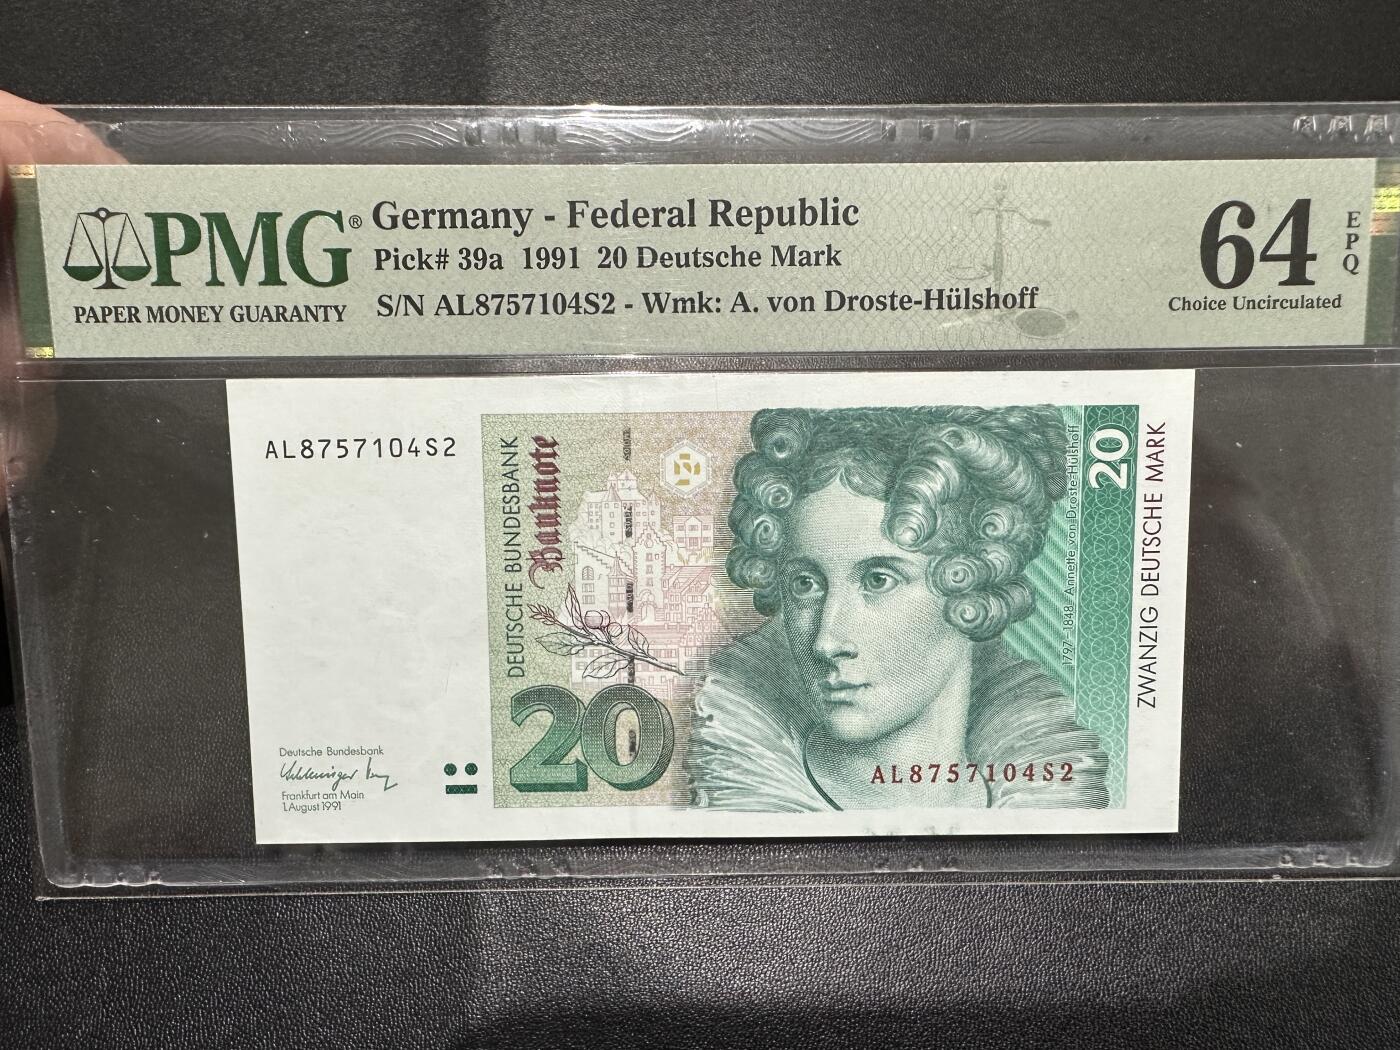 PMG®
PAPER MONEY GUARANTY
Germany - Federal Republic
Pick# 39a 1991 20 Deutsche Mark
S/N AL8757104S2 - Wmk: A. von Droste-Hülshoff
64
EPQ
Choice Uncirculated
AL8757104S2
DEUTSCHE BUNDESBANK
Banknote
20
Deutsche Bundesbank
Frankfurt am Main
1. August 1991
20
1797-1848 Annette von Droste-Hülshoff
ZWANZIG DEUTSCHE MARK
AL8757104S2